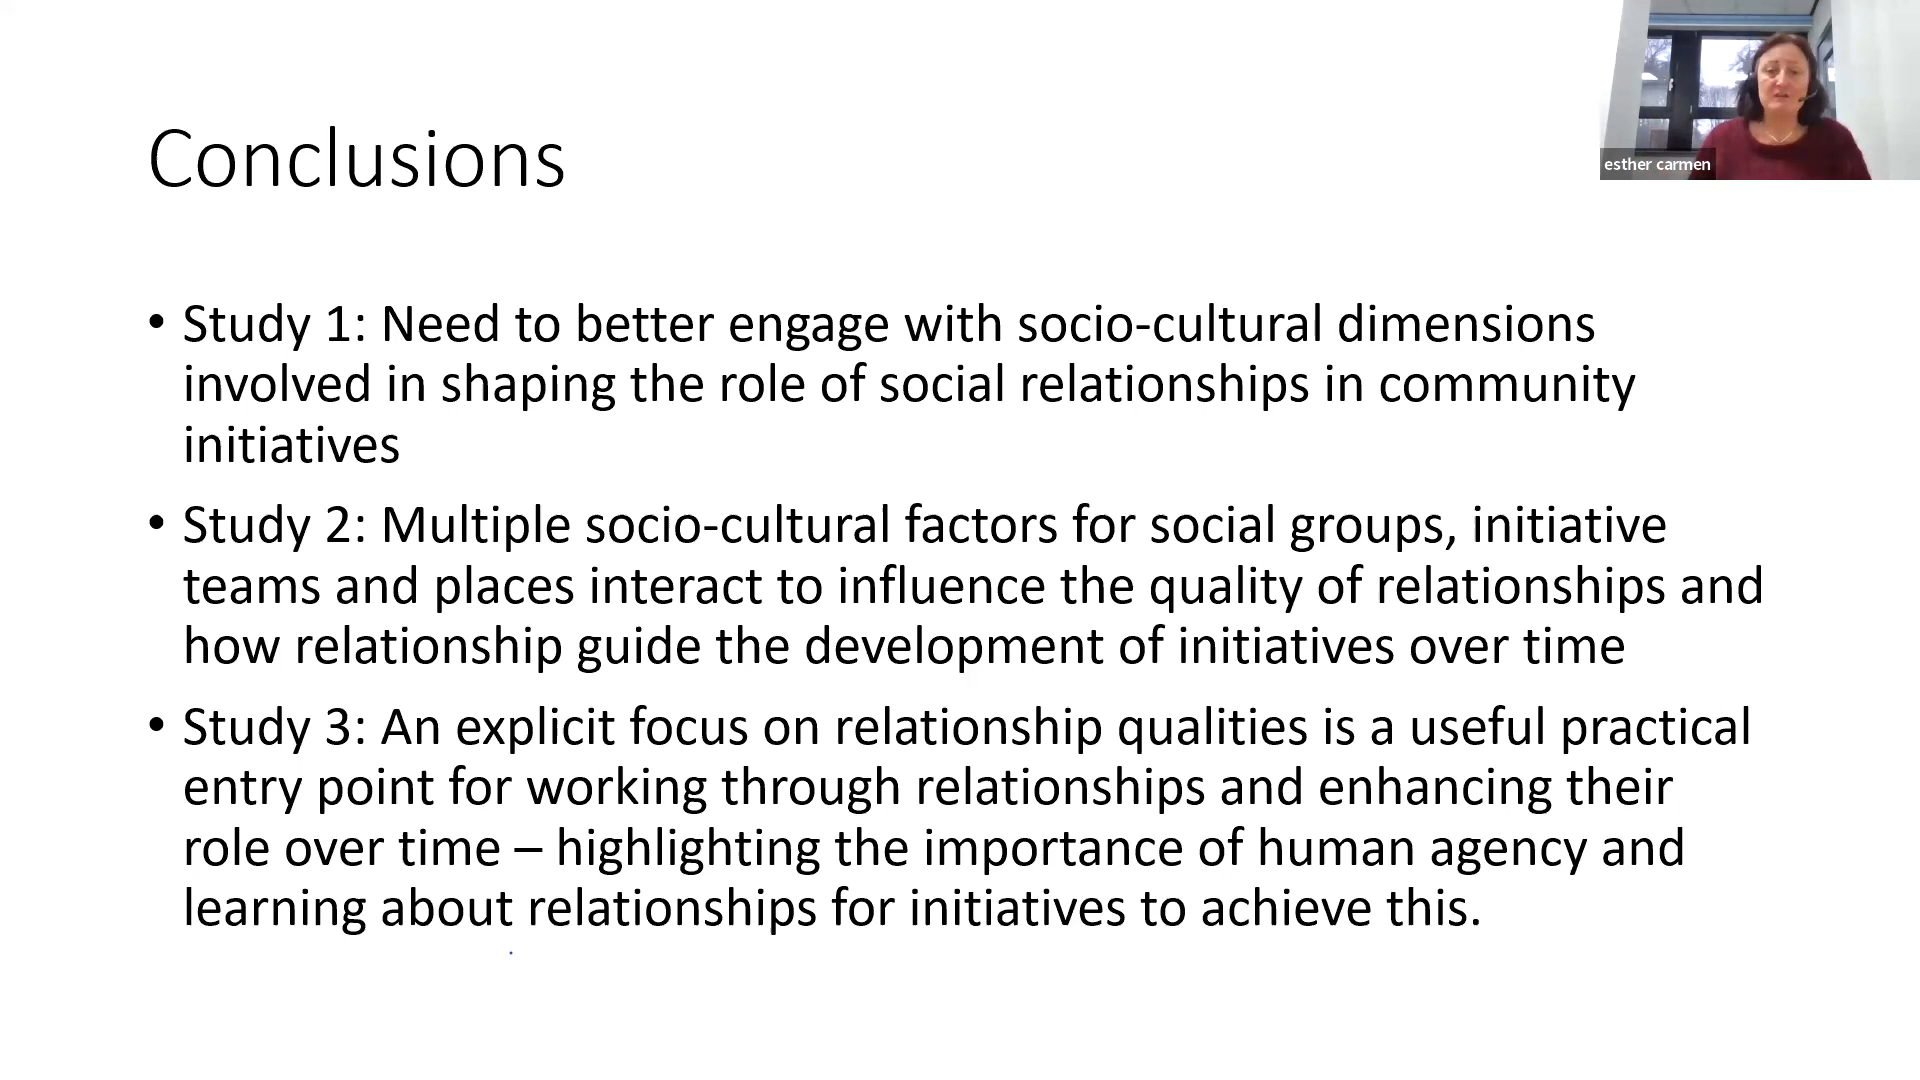 esther carmen
Conclusions
• Study 1: Need to better engage with socio-cultural dimensions
involved in shaping the role of social relationships in community
initiatives
• Study 2: Multiple socio-cultural factors for social groups, initiative
teams and places interact to influence the quality of relationships and
how relationship guide the development of initiatives over time
• Study 3: An explicit focus on relationship qualities is a useful practical
entry point for working through relationships and enhancing their
role over time – highlighting the importance of human agency and
learning about relationships for initiatives to achieve this.